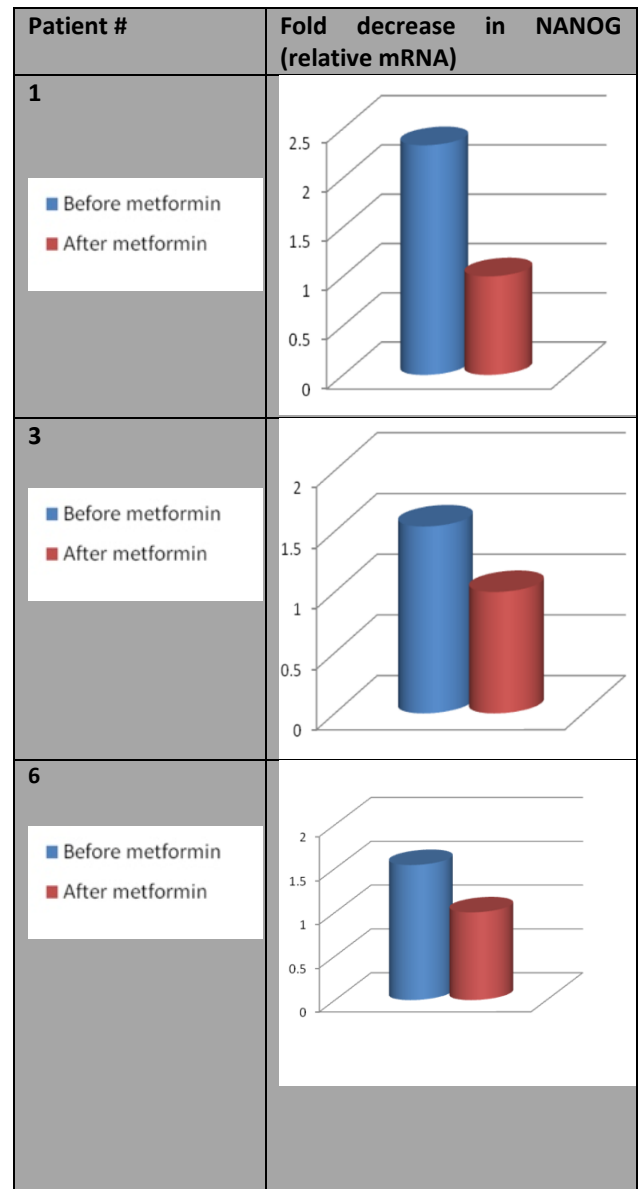 Patient #
Fold decrease in NANOG
(relative mRNA)
1
Before metformin
After metformin
2.5
2
1.5
1
0.5
0
3
Before metformin
After metformin
2
1.5
1
0.5
0
6
Before metformin
After metformin
2
1.5
1
0.5
0